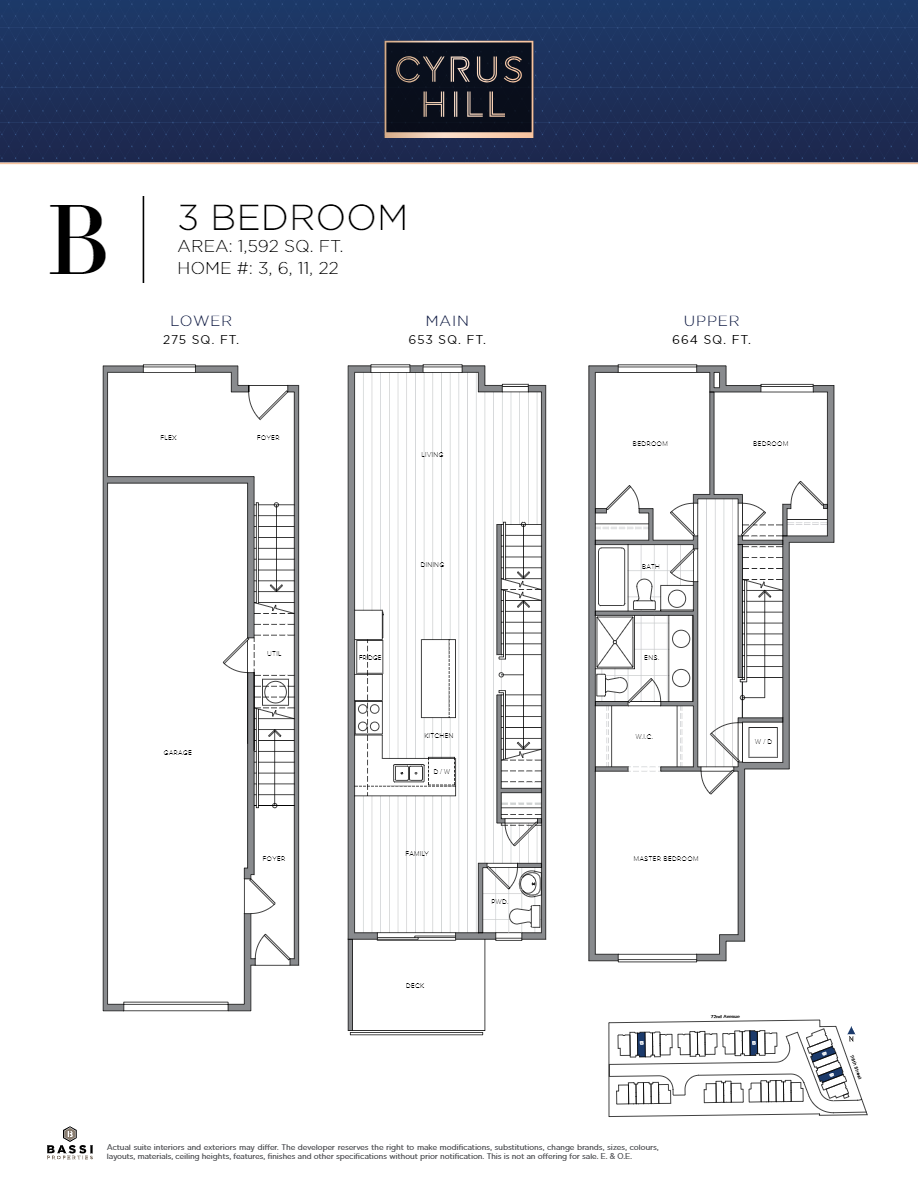 CYRUS
HILL
B
3 BEDROOM
AREA: 1,592 SQ. FT.
HOME #: 3, 6, 11, 22
LOWER
275 SQ. FT.
FLEX
FOYER
UTIL
GARAGE
FOYER
MAIN
653 SQ. FT.
LIVING
DINING
FRIDGE
KITCHEN
D / W
FAMILY
PWD.
DECK
UPPER
664 SQ. FT.
BEDROOM
BEDROOM
BATH
ENS.
W.I.C.
W / D
MASTER BEDROOM
72nd Avenue
N
B
BASSI
PROPERTIES
Actual suite interiors and exteriors may differ. The developer reserves the right to make modifications, substitutions, change brands, sizes, colours,
layouts, materials, ceiling heights, features, finishes and other specifications without prior notification. This is not an offering for sale. E. & O.E.